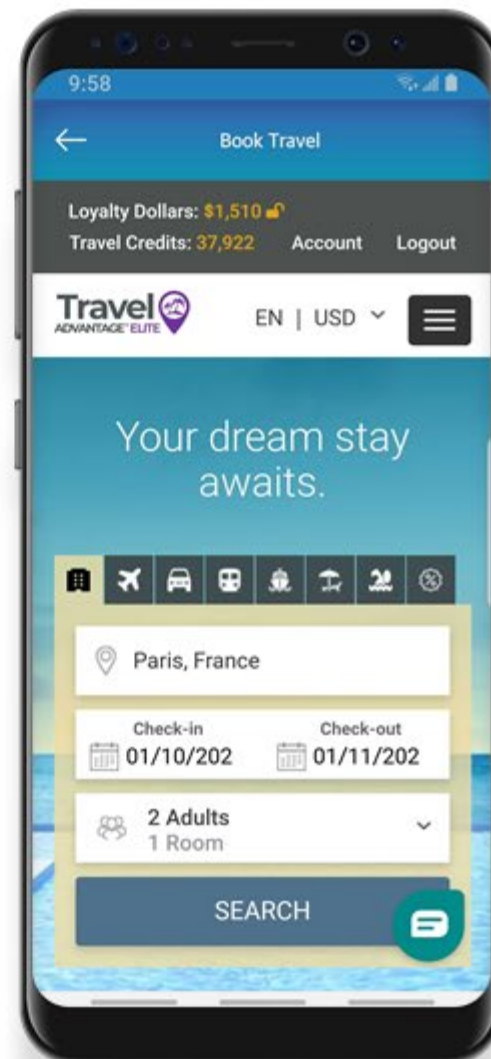 9:58
Book Travel
Loyalty Dollars: $1,510
Travel Credits: 37,922 Account Logout
Travel
ADVANTAGE™ ELITE
EN | USD
Your dream stay
awaits.
Paris, France
Check-in Check-out
01/10/202 01/11/202
2 Adults
1 Room
SEARCH